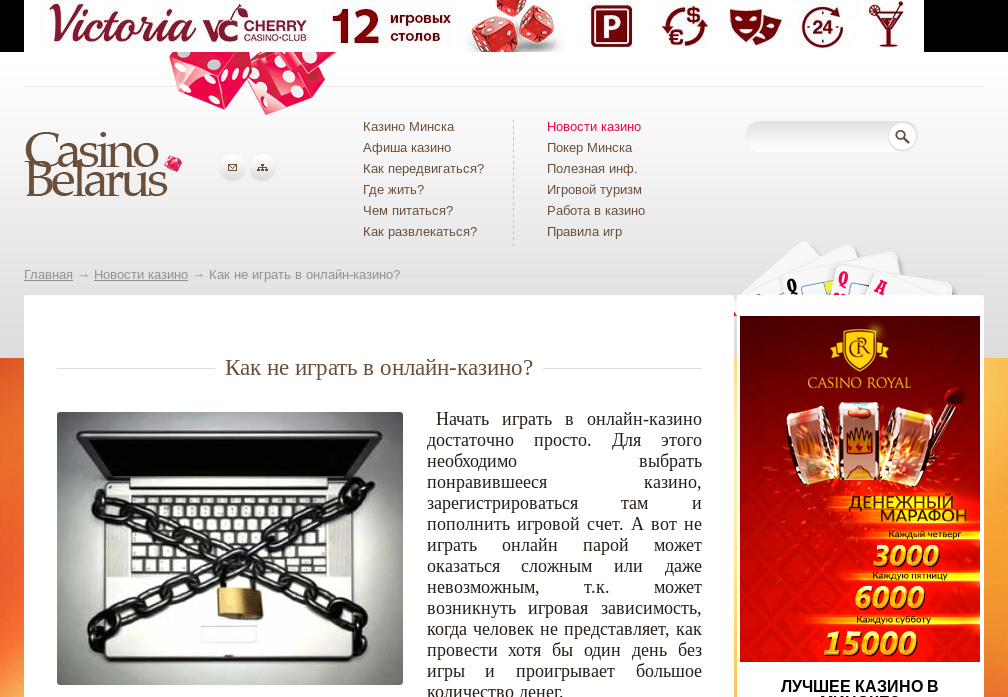 Victoria VC CHERRY
CASINO-CLUB
12 игровых
столов
P
$
€
24
Casino
Belarus
Казино Минска
Афиша казино
Как передвигаться?
Где жить?
Чем питаться?
Как развлекаться?
Новости казино
Покер Минска
Полезная инф.
Игровой туризм
Работа в казино
Правила игр
Главная → Новости казино → Как не играть в онлайн-казино?
Q
Q
A
Как не играть в онлайн-казино?
Начать играть в онлайн-казино
достаточно просто. Для этого
необходимо выбрать
понравившееся казино,
зарегистрироваться там и
пополнить игровой счет. А вот не
играть онлайн парой может
оказаться сложным или даже
невозможным, т.к. может
возникнуть игровая зависимость,
когда человек не представляет, как
провести хотя бы один день без
игры и проигрывает большое
количество денег.
CR
CASINO ROYAL
ДЕНЕЖНЫЙ
МАРАФОН
Каждый четверг
3000
Каждую пятницу
6000
Каждую субботу
15000
ЛУЧШЕЕ КАЗИНО В